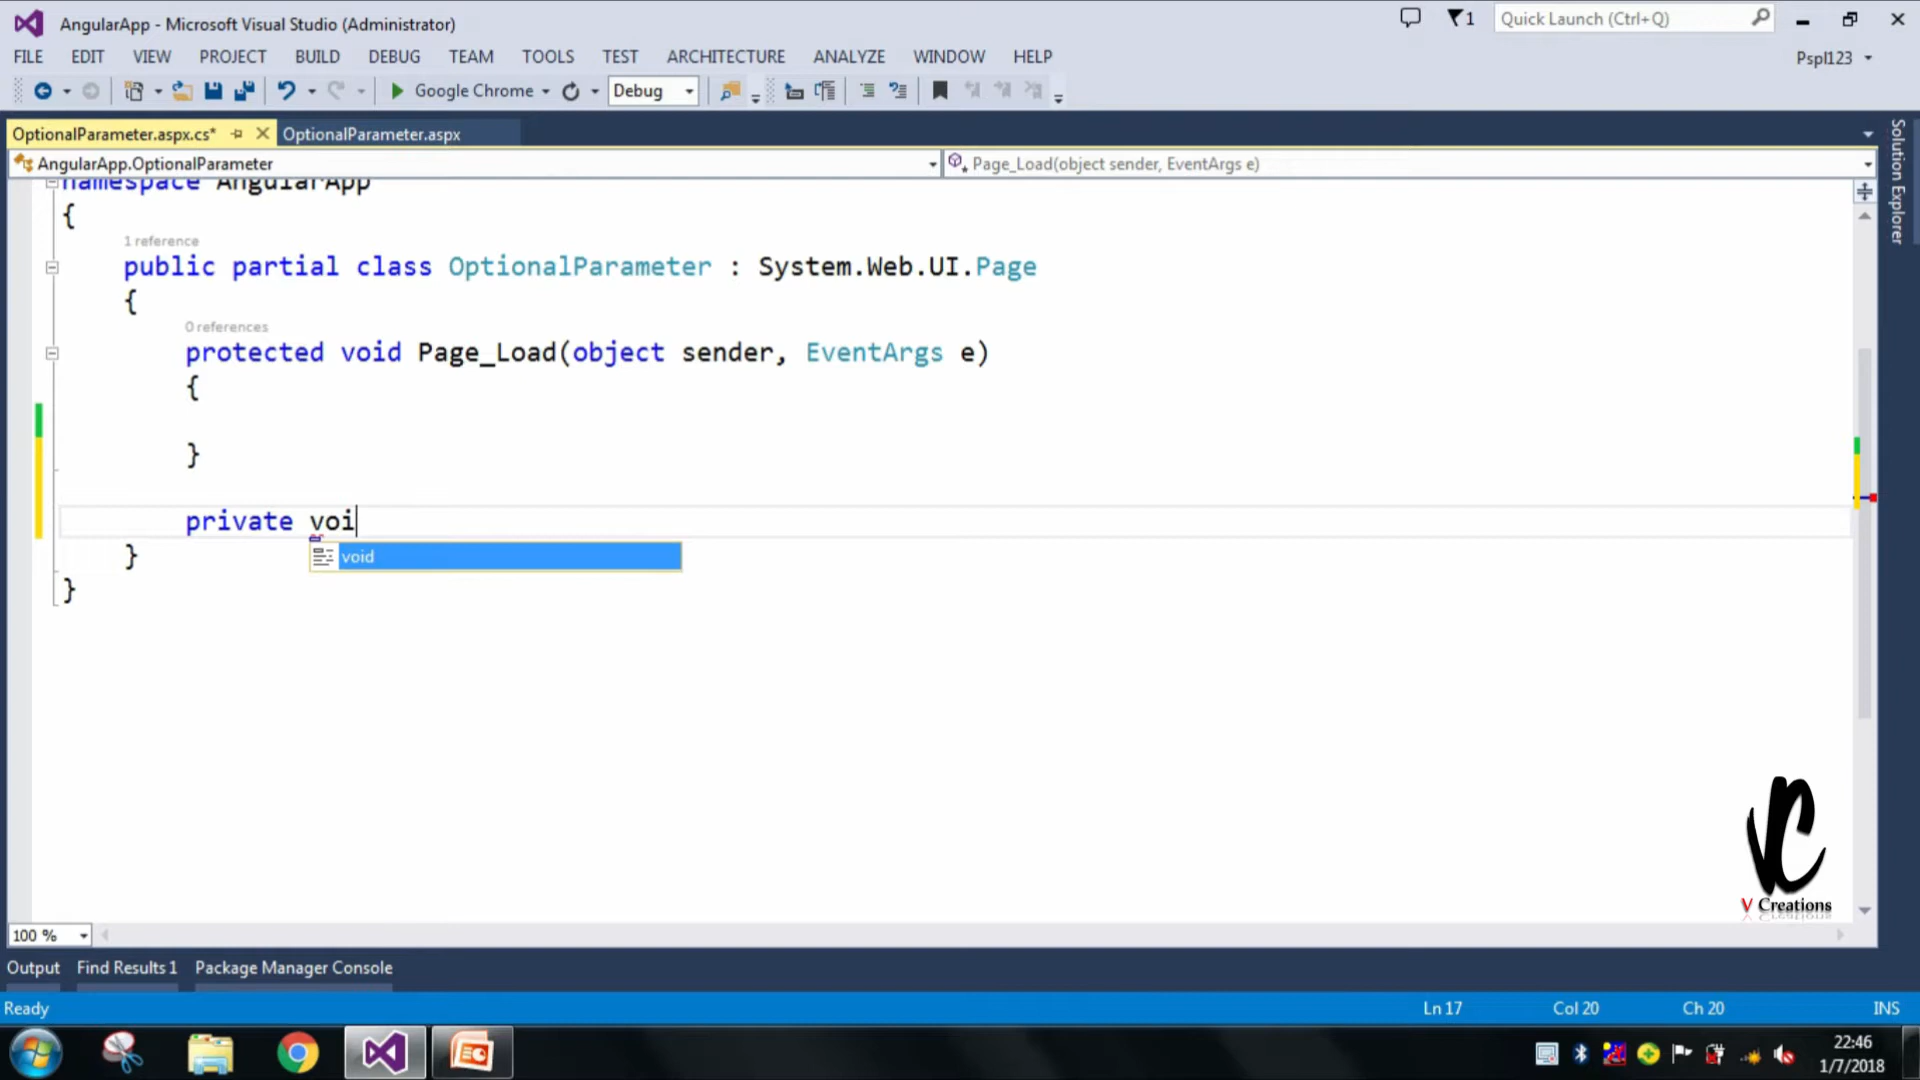 AngularApp - Microsoft Visual Studio (Administrator)
1
Quick Launch (Ctrl+Q)
FILE EDIT VIEW PROJECT BUILD DEBUG TEAM TOOLS TEST ARCHITECTURE ANALYZE WINDOW HELP
Pspl123
Google Chrome Debug
OptionalParameter.aspx.cs* OptionalParameter.aspx
AngularApp.OptionalParameter Page_Load(object sender, EventArgs e)
Solution Explorer
namespace AngularApp
{
1 reference
public partial class OptionalParameter : System.Web.UI.Page
{
0 references
protected void Page_Load(object sender, EventArgs e)
{
}
private voi
void
}
}
VC
V Creations
100 %
Output Find Results 1 Package Manager Console
Ready Ln 17 Col 20 Ch 20 INS
22:46
1/7/2018